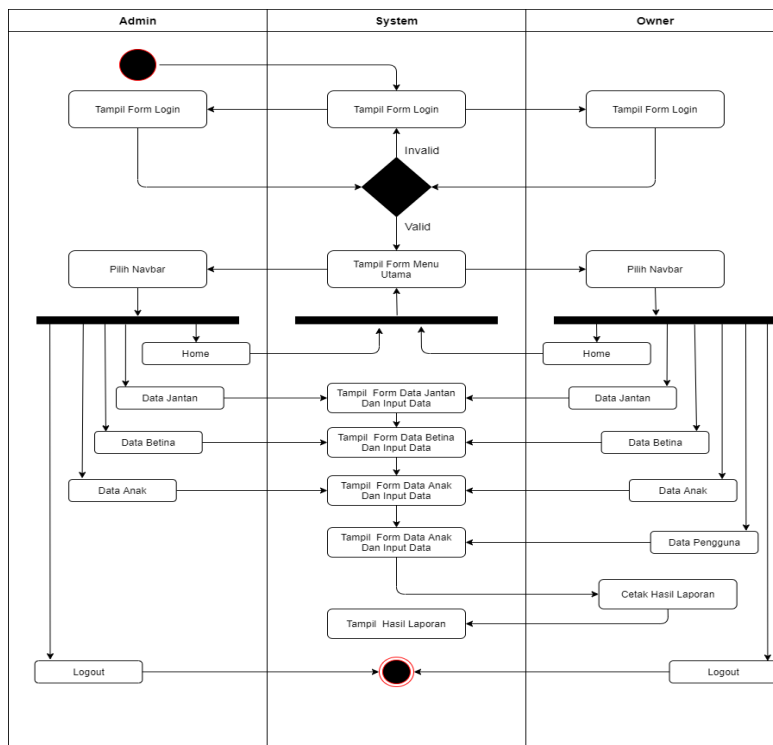 Admin
System
Owner
Tampil Form Login
Tampil Form Login
Tampil Form Login
Invalid
Valid
Pilih Navbar
Tampil Form Menu
Utama
Pilih Navbar
Home
Home
Data Jantan
Tampil Form Data Jantan
Dan Input Data
Data Jantan
Data Betina
Tampil Form Data Betina
Dan Input Data
Data Betina
Data Anak
Tampil Form Data Anak
Dan Input Data
Data Anak
Tampil Form Data Anak
Dan Input Data
Data Pengguna
Cetak Hasil Laporan
Tampil Hasil Laporan
Logout
Logout